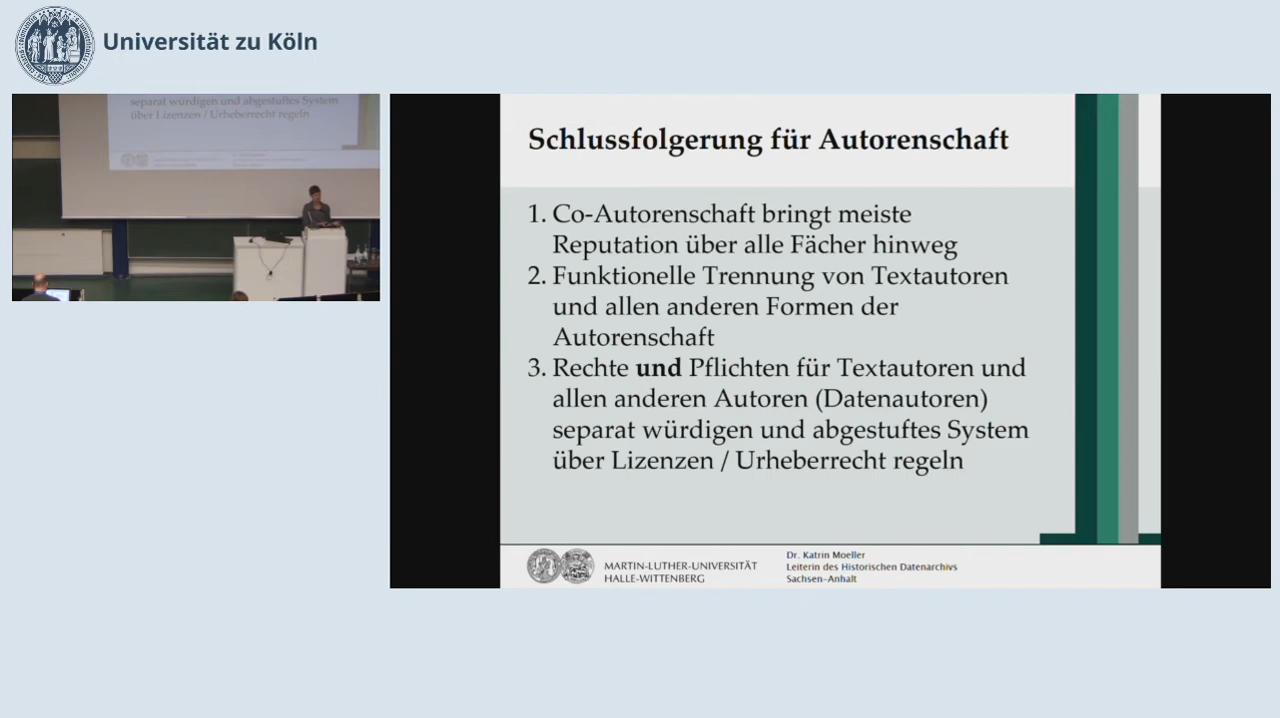 Universität zu Köln
separat würdigen und abgestuftes System
über Lizenzen / Urheberrecht regeln
Schlussfolgerung für Autorenschaft
1. Co-Autorenschaft bringt meiste
Reputation über alle Fächer hinweg
2. Funktionelle Trennung von Textautoren
und allen anderen Formen der
Autorenschaft
3. Rechte und Pflichten für Textautoren und
allen anderen Autoren (Datenautoren)
separat würdigen und abgestuftes System
über Lizenzen / Urheberrecht regeln
MARTIN-LUTHER-UNIVERSITÄT
HALLE-WITTENBERG
Dr. Katrin Moeller
Leiterin des Historischen Datenarchivs
Sachsen-Anhalt